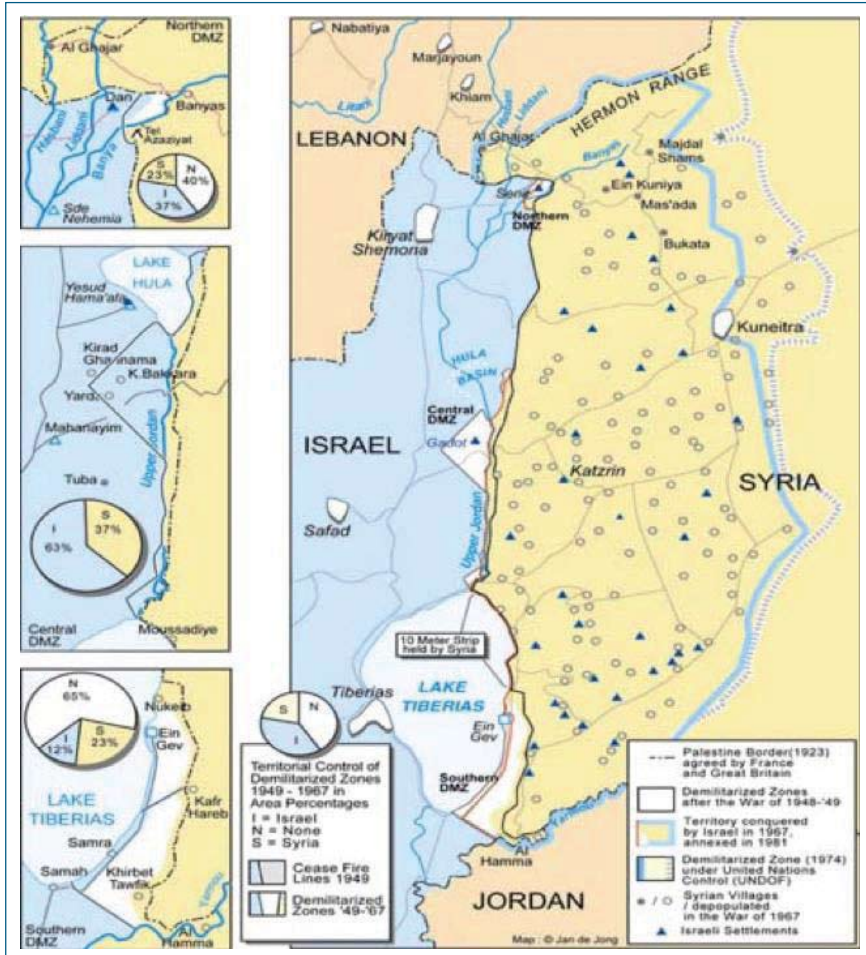 Northern
DMZ
Al Ghajar
Dan
Banyas
Hasbani
Liddani
Banya
Tel
Azaziyat
Sde
Nehemia
S
23%
N
40%
I
37%
LAKE
HULA
Yesud
Hama'ala
Kirad
K.Bakkara
Mahanayim
Upper Jordan
Tuba
I
63%
S
37%
Central
DMZ
Moussadiye
N
65%
I
12%
S
23%
Nukeib
Ein
Gev
LAKE
TIBERIAS
Kafr
Hareb
Samra
Samah
Khirbet
Tawfik
Southern
DMZ
Al
Hamma
Nabatiya
Marjayoun
Khiam
Litani
LEBANON
Hasbani
Liddani
HERMON RANGE
Al Ghajar
Banyas
Majdal
Shams
Ein Kuniya
Mas'ada
Bukata
Northern
DMZ
Kiryat
Shemona
Kuneitra
HULA
BASIN
Central
DMZ
Gadot
ISRAEL
Katzrin
SYRIA
Safad
Upper Jordan
10 Meter Strip
held by Syria
Tiberias
LAKE
TIBERIAS
Ein
Gev
Southern
DMZ
Hamma
JORDAN
Map : © Jan de Jong
S
N
I
Territorial Control of
Demilitarized Zones
1949 - 1967 in
Area Percentages
I = Israel
N = None
S = Syria
Cease Fire
Lines 1949
Demilitarized
Zones '49-'67
Palestine Border(1923)
agreed by France
and Great Britain
Demilitarized Zones
after the War of 1948-'49
Territory conquered
by Israel in 1967,
annexed in 1981
Demilitarized Zone (1974)
under United Nations
Control (UNDOF)
/ Syrian Villages
/ depopulated
in the War of 1967
Israeli Settlements